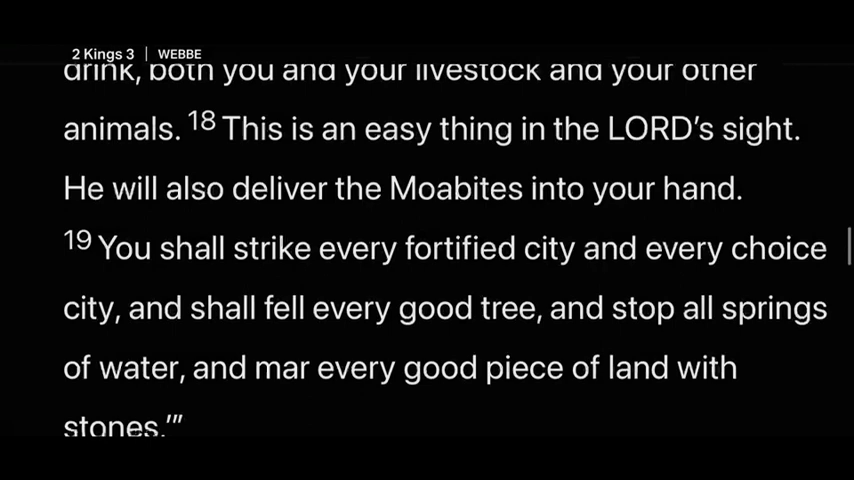 2 Kings 3 | WEBBE
drink, both you and your livestock and your other
animals. 18 This is an easy thing in the LORD’s sight.
He will also deliver the Moabites into your hand.
19 You shall strike every fortified city and every choice
city, and shall fell every good tree, and stop all springs
of water, and mar every good piece of land with
stones.’”